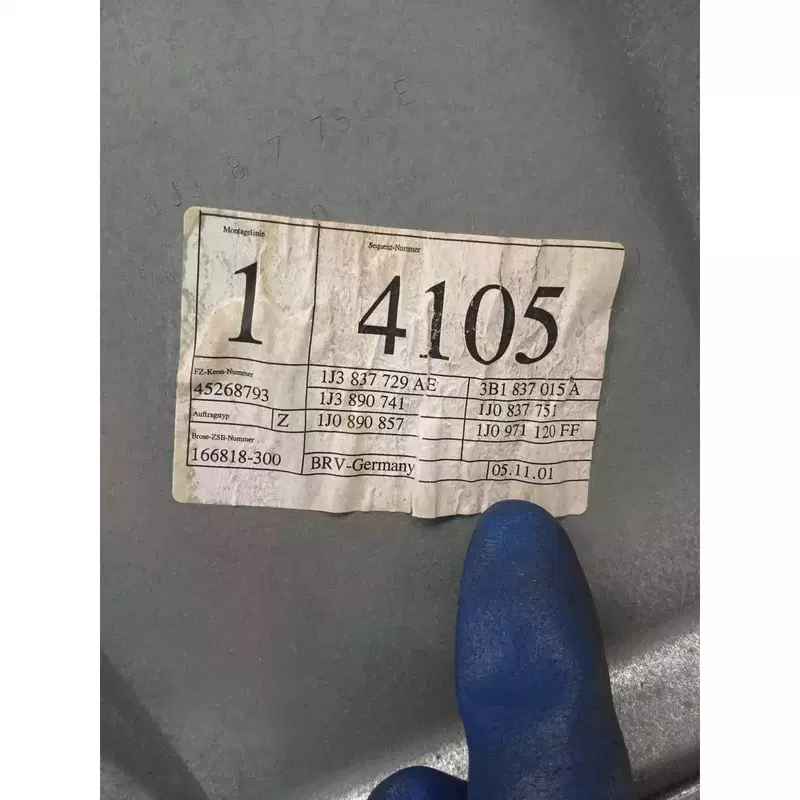 1J3 837 755 E
Montagelinie
Sequenz-Nummer
1
4105
FZ-Kenn-Nummer
45268793
1J3 837 729 AE
3B1 837 015 A
1J3 890 741
1J0 837 751
Auftragstyp
Z
1J0 890 857
1J0 971 120 FF
Brose-ZSB-Nummer
166818-300
BRV-Germany
05.11.01